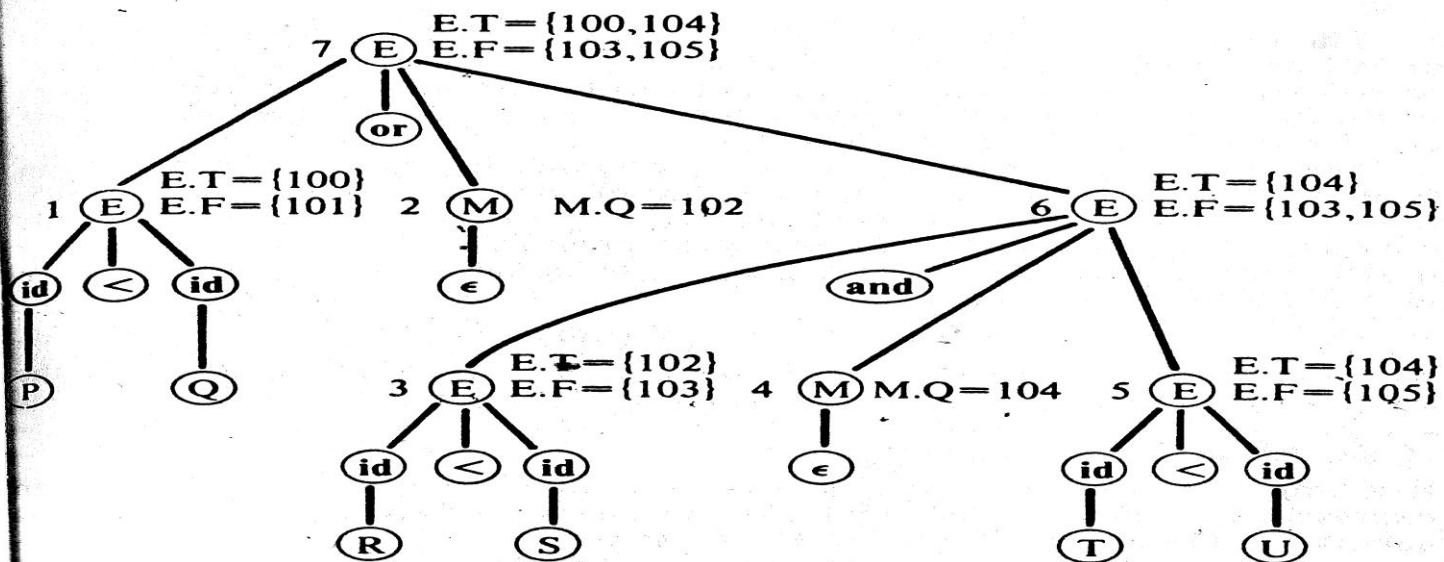 E.T={100,104}
7 E E.F={103,105}
or
E.T={100}
1 E E.F={101} 2 M M.Q=102
E.T={104}
6 E E.F={103,105}
id < id ϵ and
P Q
E.T={102}
3 E E.F={103} 4 M M.Q=104
E.T={104}
5 E E.F={105}
id < id ϵ id < id
R S T U